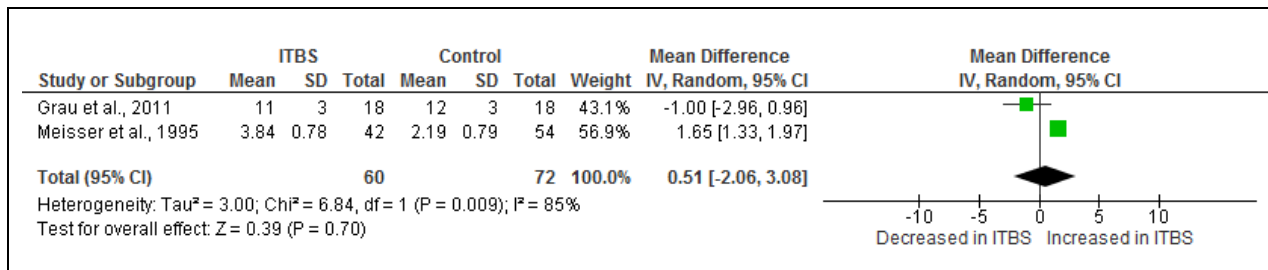 ITBS Control Mean Difference Mean Difference
Study or Subgroup Mean SD Total Mean SD Total Weight IV, Random, 95% CI IV, Random, 95% CI
Grau et al., 2011 11 3 18 12 3 18 43.1% -1.00 [-2.96, 0.96]
Meisser et al., 1995 3.84 0.78 42 2.19 0.79 54 56.9% 1.65 [1.33, 1.97]
Total (95% CI) 60 72 100.0% 0.51 [-2.06, 3.08]
Heterogeneity: Tau² = 3.00; Chi² = 6.84, df = 1 (P = 0.009); I² = 85%
Test for overall effect: Z = 0.39 (P = 0.70)
-10 -5 0 5 10
Decreased in ITBS Increased in ITBS